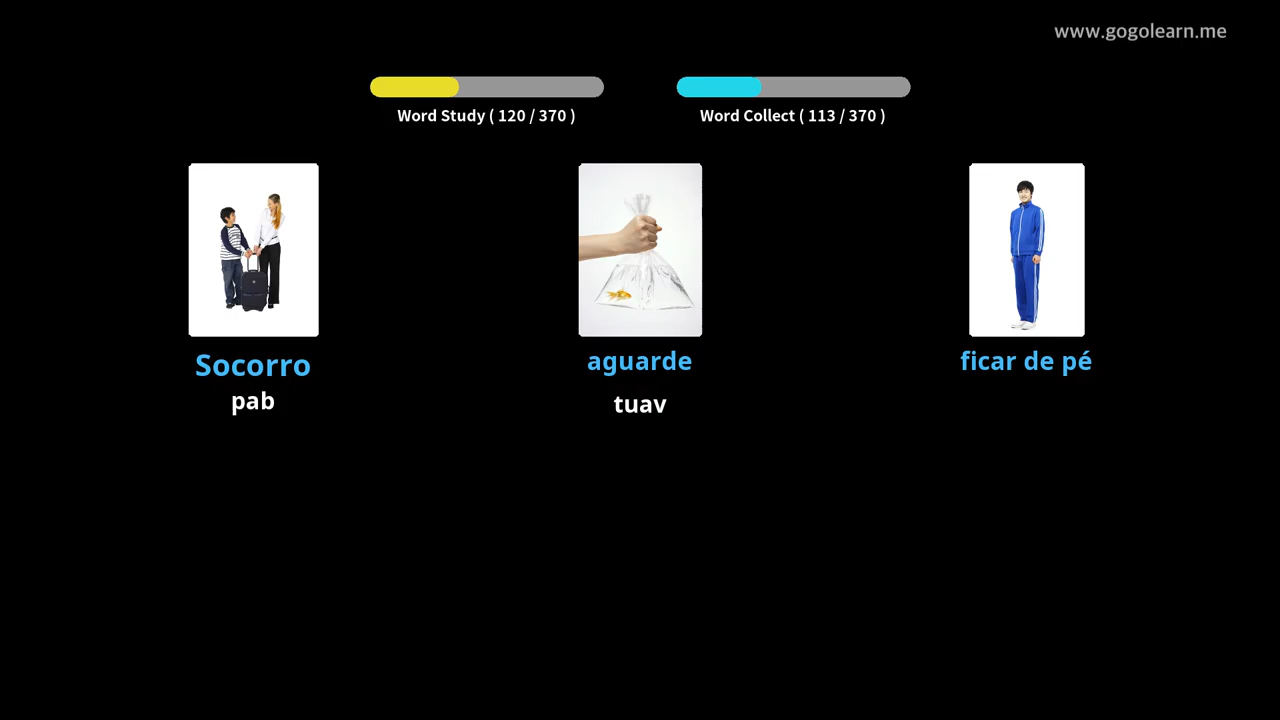 www.gogolearn.me
Word Study ( 120 / 370 )
Word Collect ( 113 / 370 )
Socorro
pab
aguarde
tuav
ficar de pé